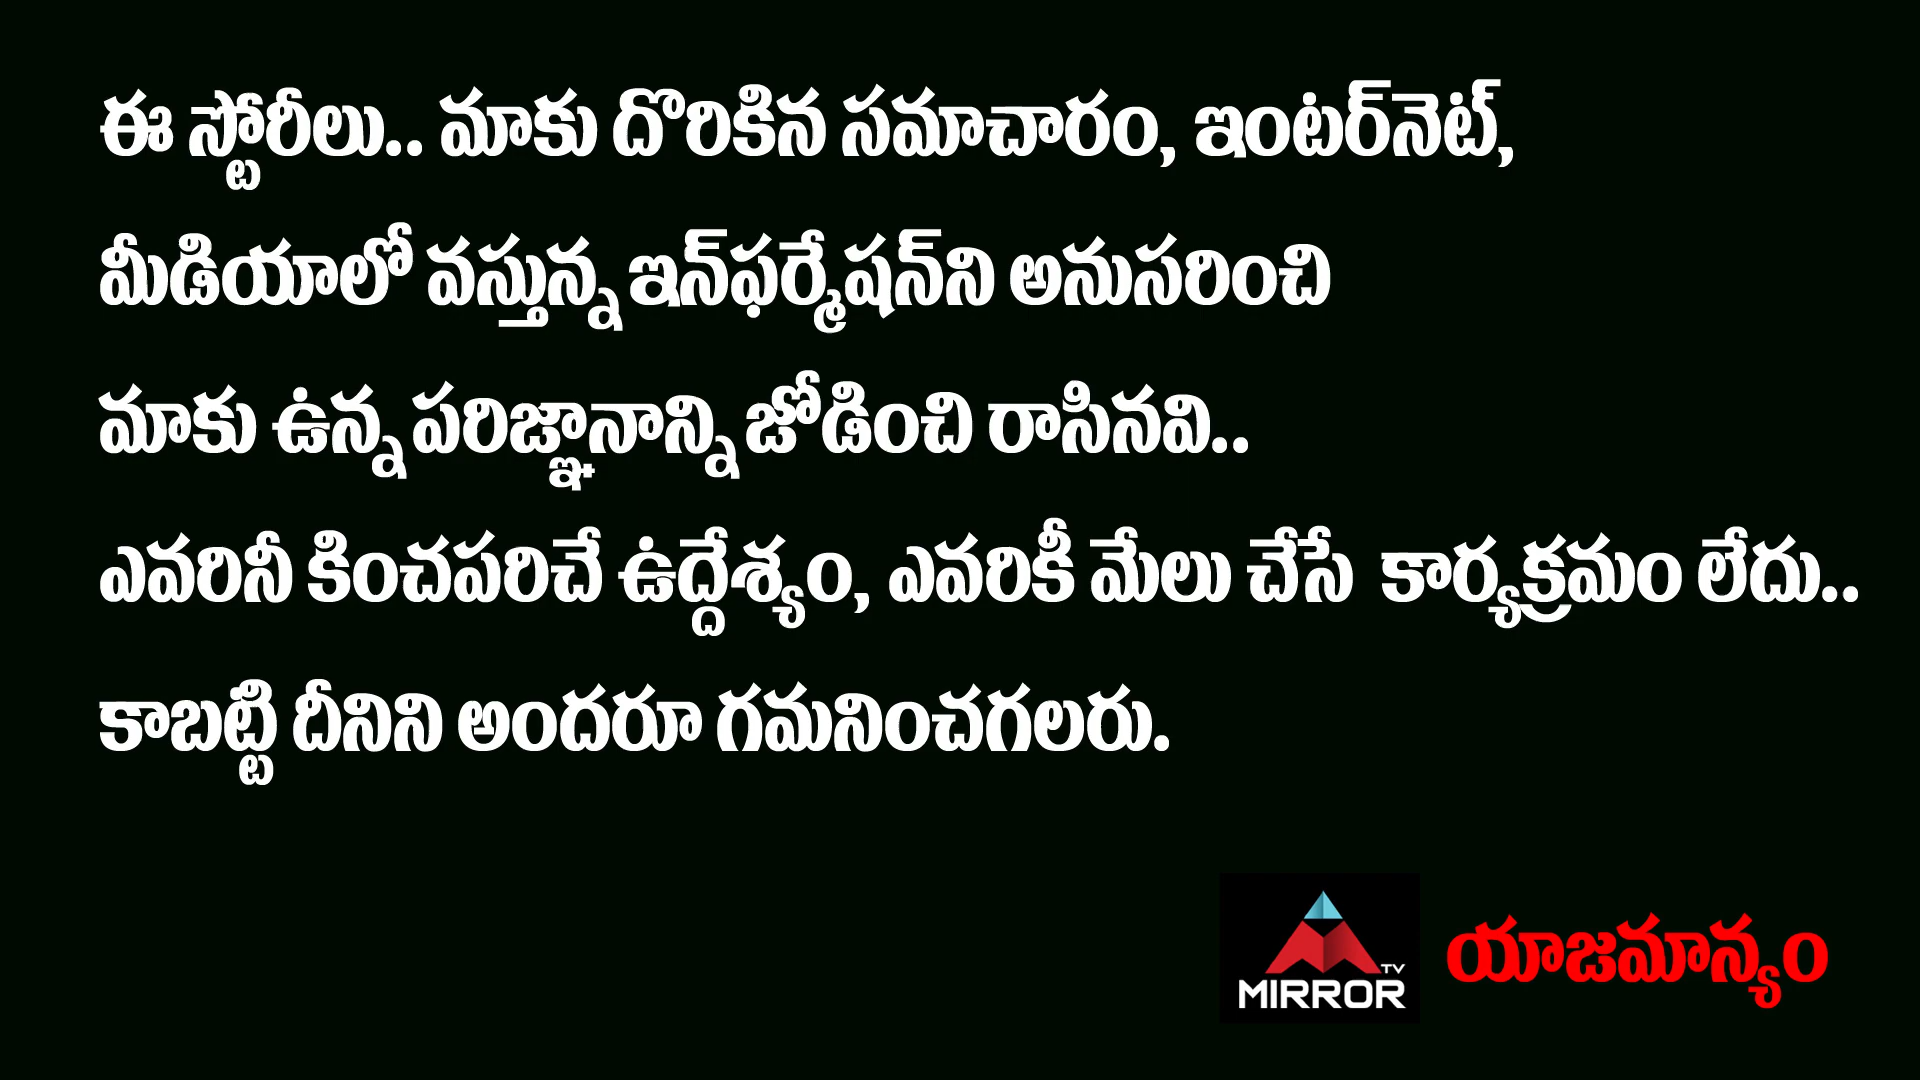 ఈ స్టోరీలు.. మాకు దొరికిన సమాచారం, ఇంటర్‌నెట్,
మీడియాలో వస్తున్న ఇన్‌ఫర్మేషన్‌ని అనుసరించి
మాకు ఉన్న పరిజ్ఞానాన్ని జోడించి రాసినవి..
ఎవరినీ కించపరిచే ఉద్దేశ్యం, ఎవరికీ మేలు చేసే కార్యక్రమం లేదు..
కాబట్టి దీనిని అందరూ గమనించగలరు.
TV
MIRROR
యాజమాన్యం